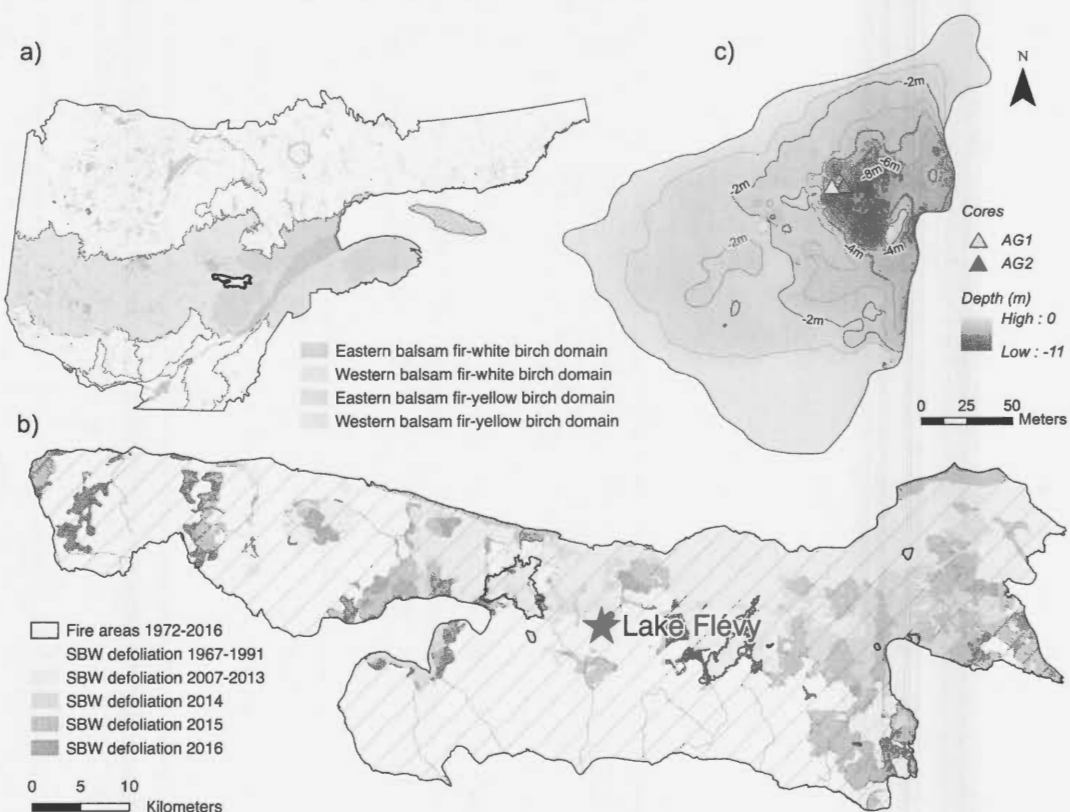 a)
Eastern balsam fir-white birch domain
Western balsam fir-white birch domain
Eastern balsam fir-yellow birch domain
Western balsam fir-yellow birch domain
c)
N
-2m
-6m
-8m
-2m
-2m
-4m
-4m
-2m
Cores
AG1
AG2
Depth (m)
High : 0
Low : -11
0 25 50
Meters
b)
Lake Flévy
Fire areas 1972-2016
SBW defoliation 1967-1991
SBW defoliation 2007-2013
SBW defoliation 2014
SBW defoliation 2015
SBW defoliation 2016
0 5 10
Kilometers